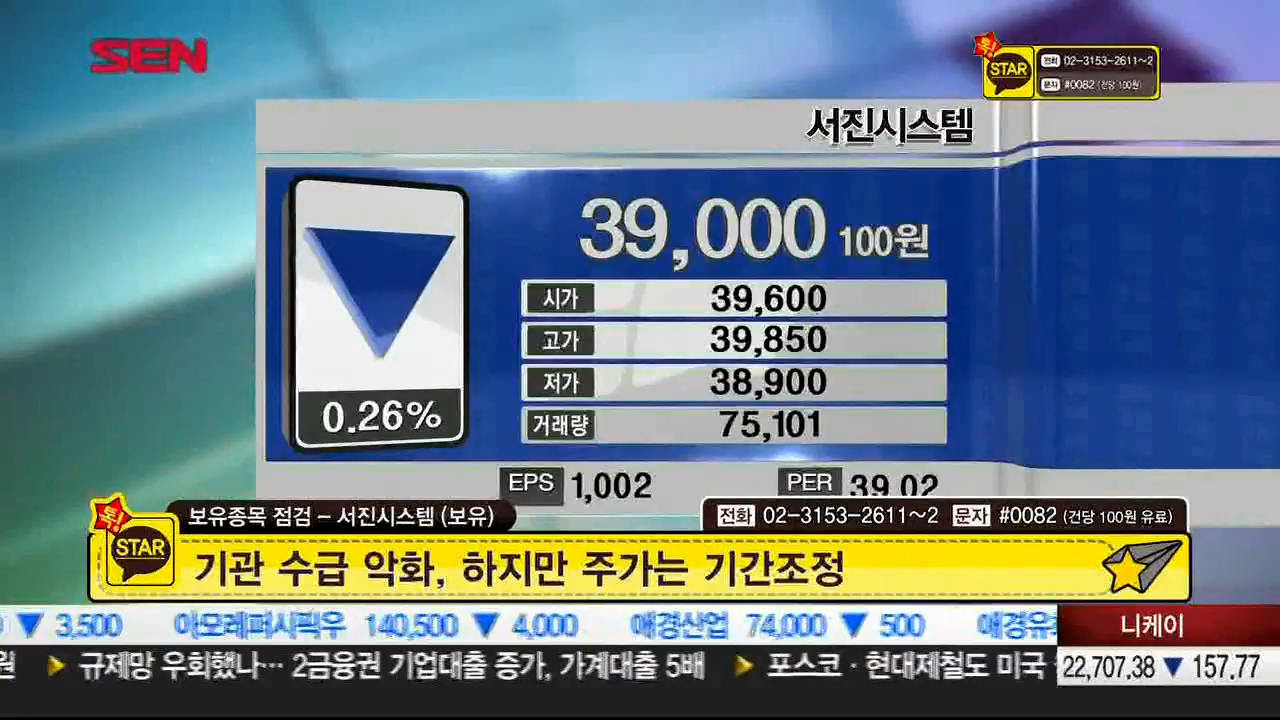 SEN
톡!
STAR
전화 02-3153-2611~2
문자 #0082 (건당 100원)
서진시스템
39,000 100원
시가 39,600
고가 39,850
저가 38,900
거래량 75,101
0.26%
EPS 1,002 PER 39.02
톡!
STAR
보유종목 점검 - 서진시스템 (보유)
전화 02-3153-2611~2 문자 #0082 (건당 100원 유료)
기관 수급 악화, 하지만 주가는 기간조정
▼ 3,500 아모레퍼시픽우 140,500 ▼ 4,000 애경산업 74,000 ▼ 500 애경유
니케이
원 ▶ 규제망 우회했나… 2금융권 기업대출 증가, 가계대출 5배 ▶ 포스코·현대제철도 미국
22,707.38 ▼ 157.77